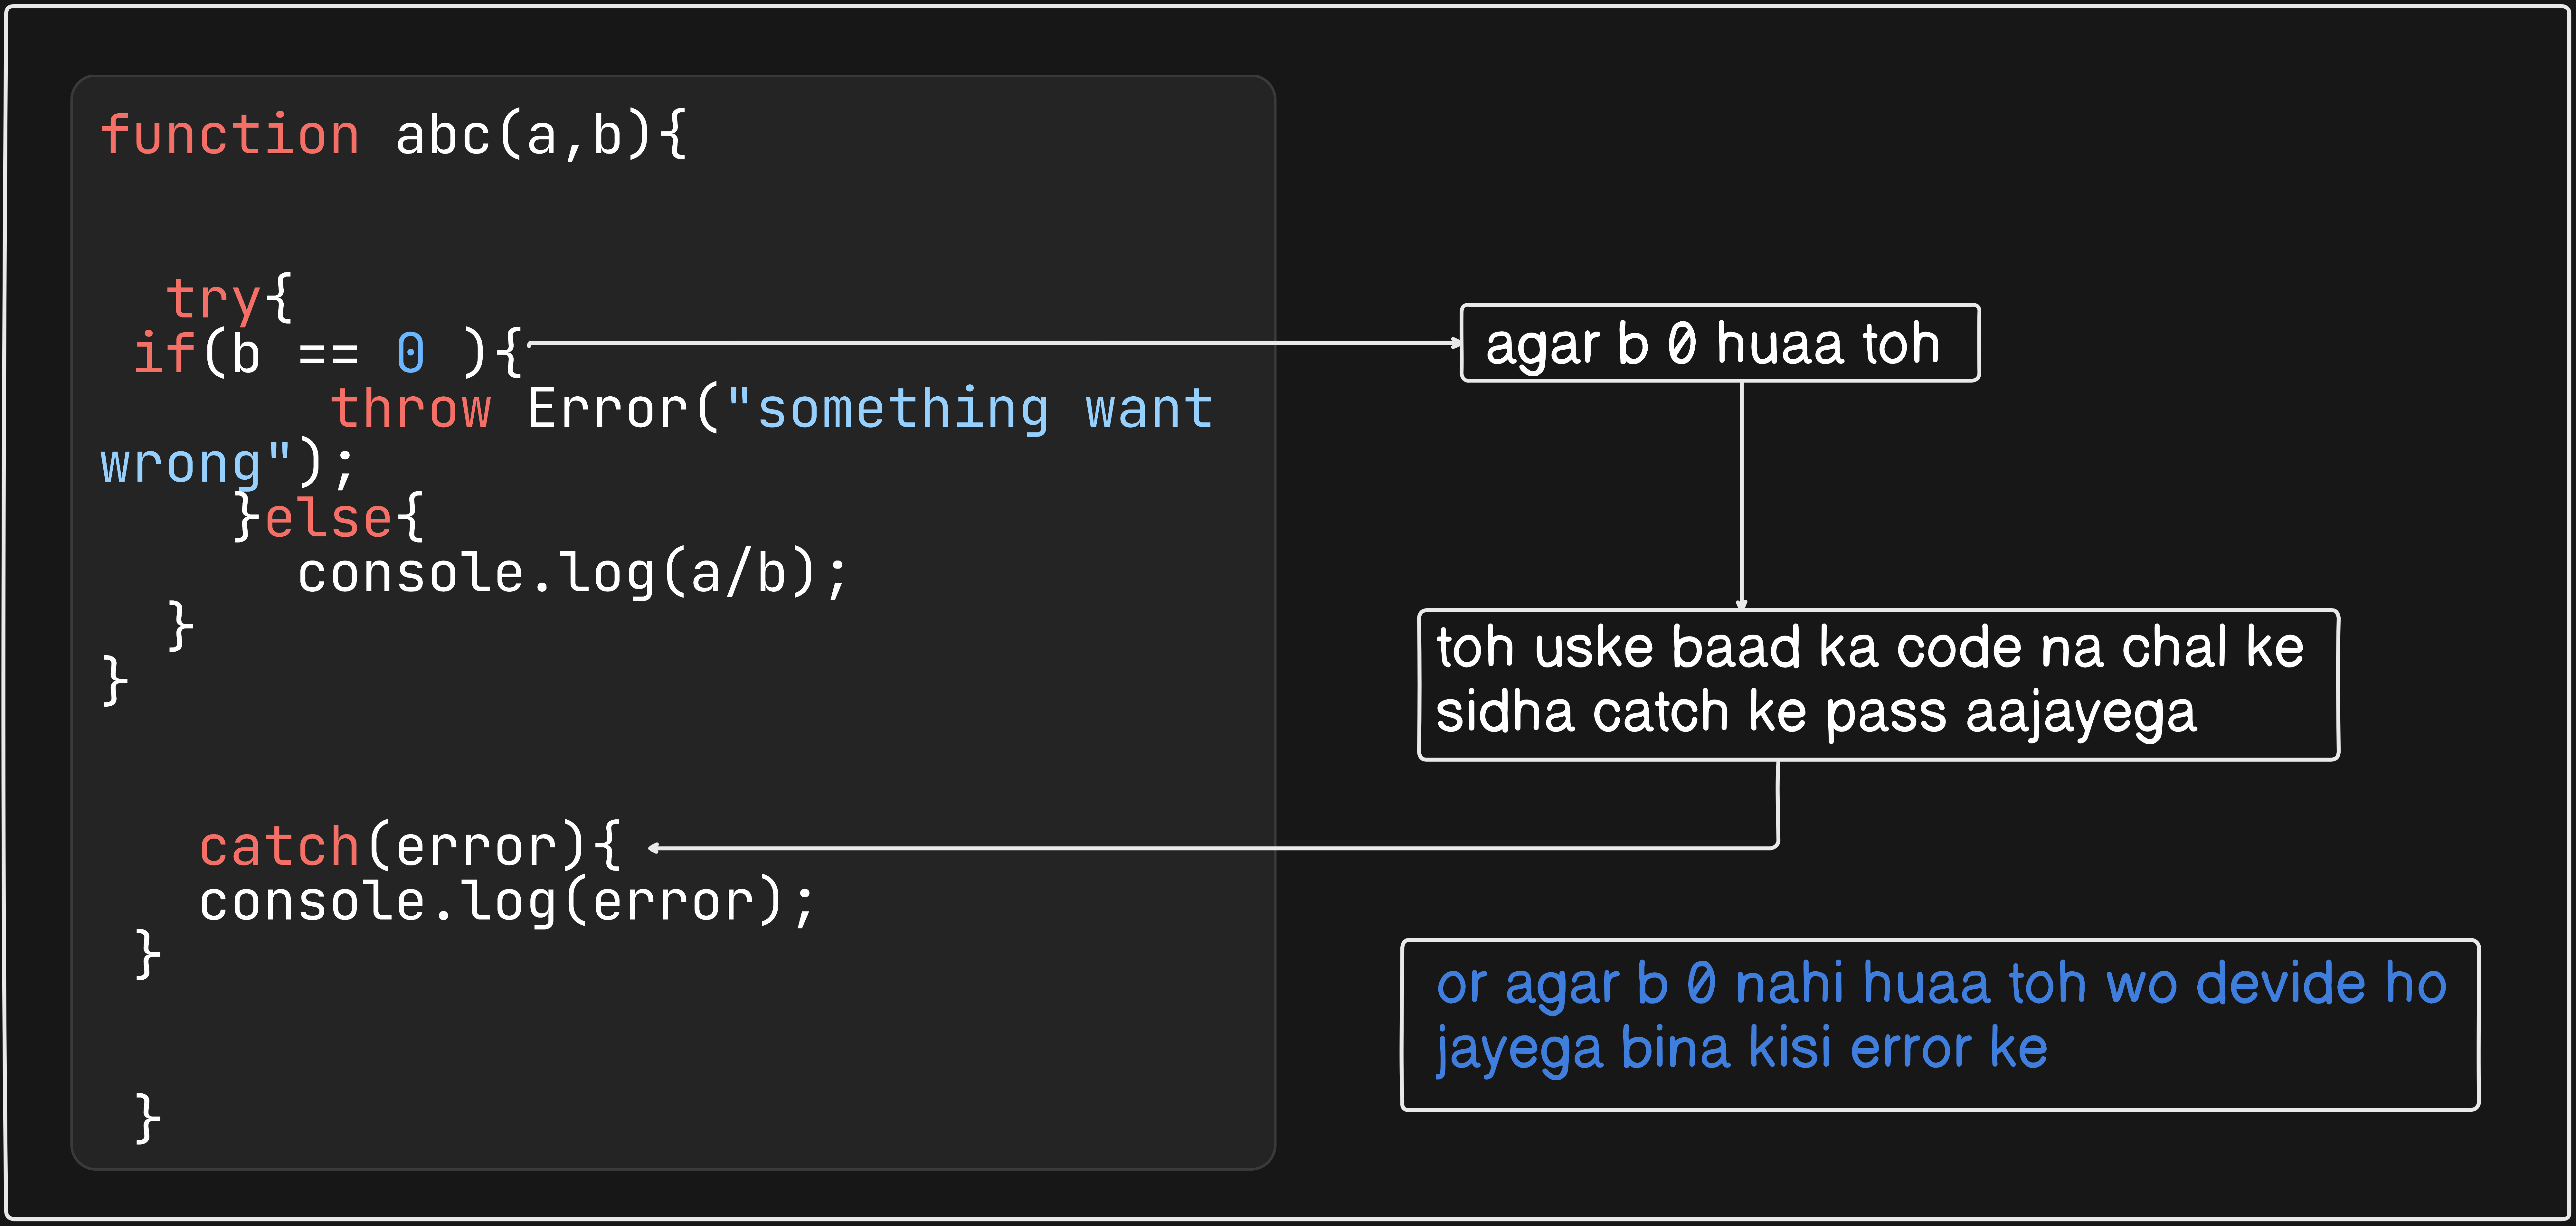 function abc(a,b){
try{
if(b == 0 ){
throw Error("something want
wrong");
}else{
console.log(a/b);
}
}
catch(error){
console.log(error);
}
}
agar b 0 huaa toh
toh uske baad ka code na chal ke
sidha catch ke pass aajayega
or agar b 0 nahi huaa toh wo devide ho
jayega bina kisi error ke